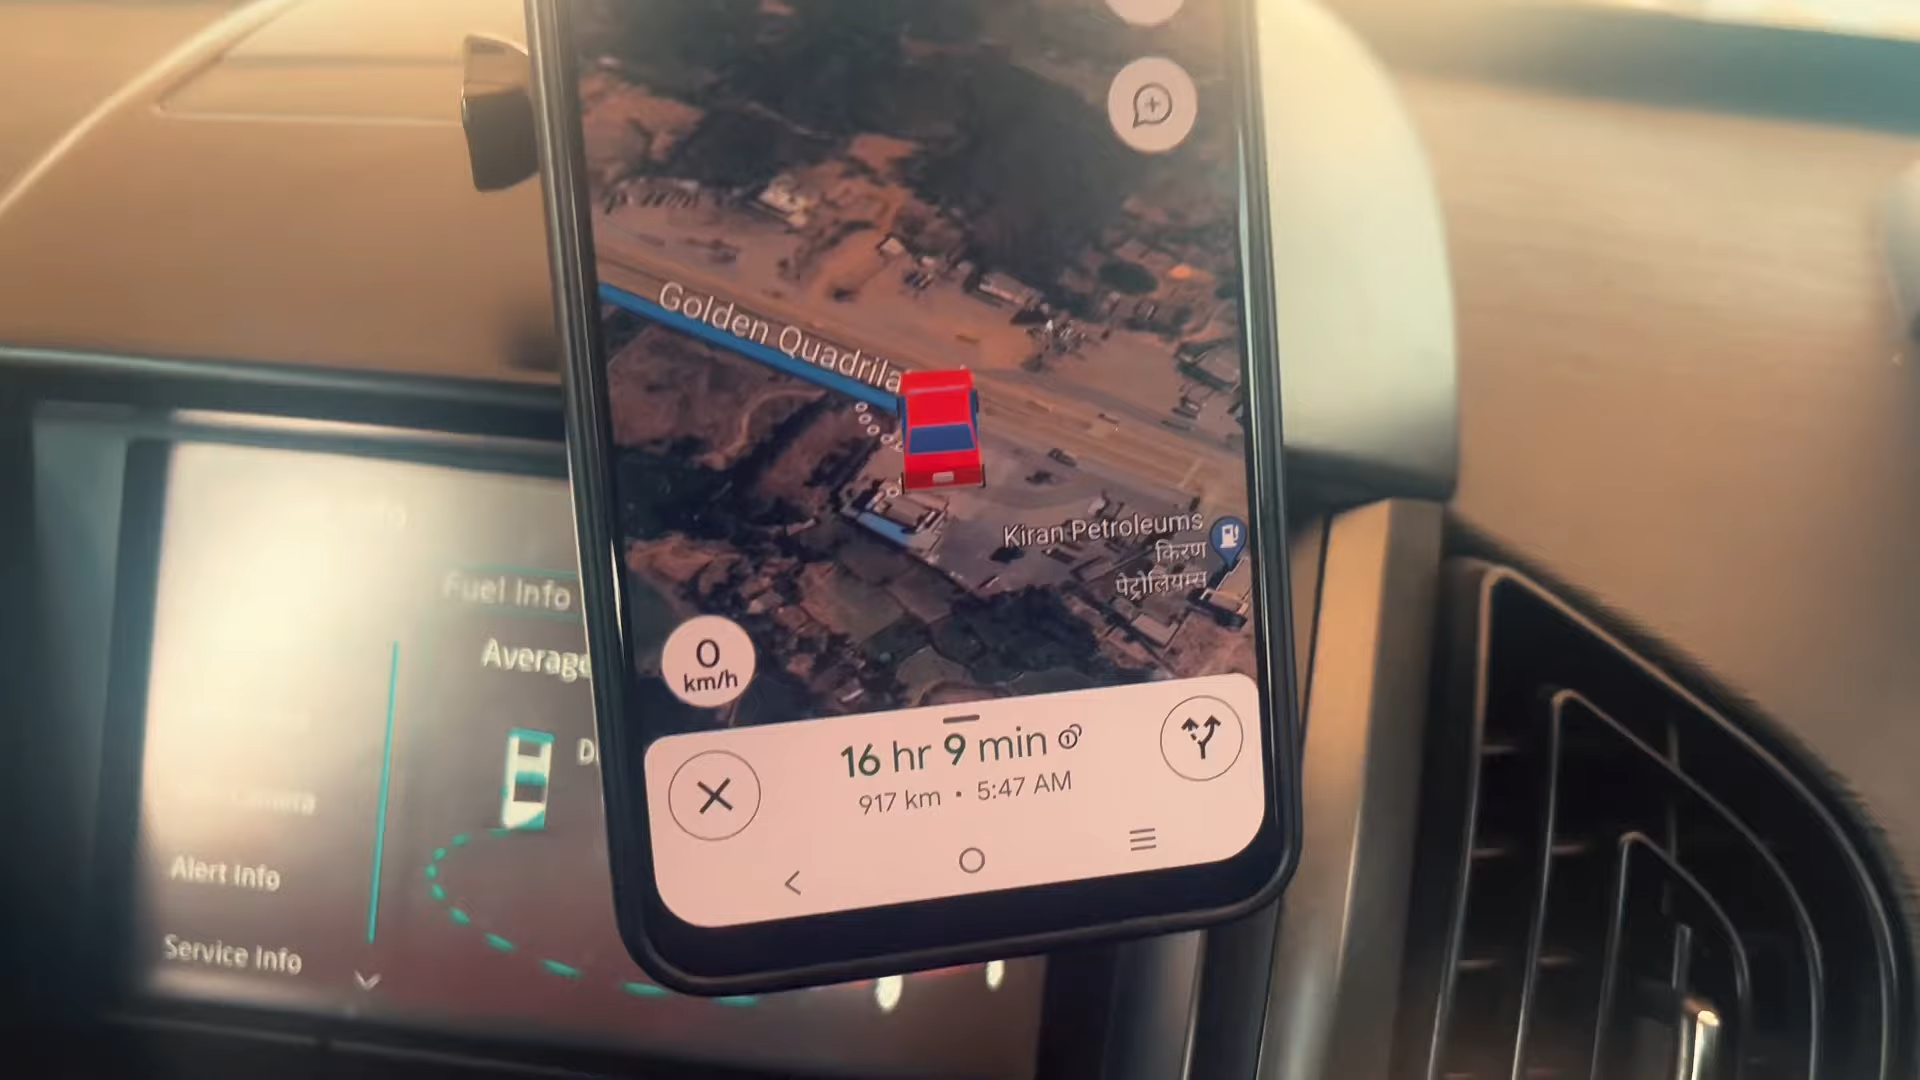 Golden Quadrila
Kiran Petroleums
किरण
पेट्रोलियम्स
0
km/h
16 hr 9 min
917 km • 5:47 AM
Fuel Info
Average
D
Alert Info
Service Info